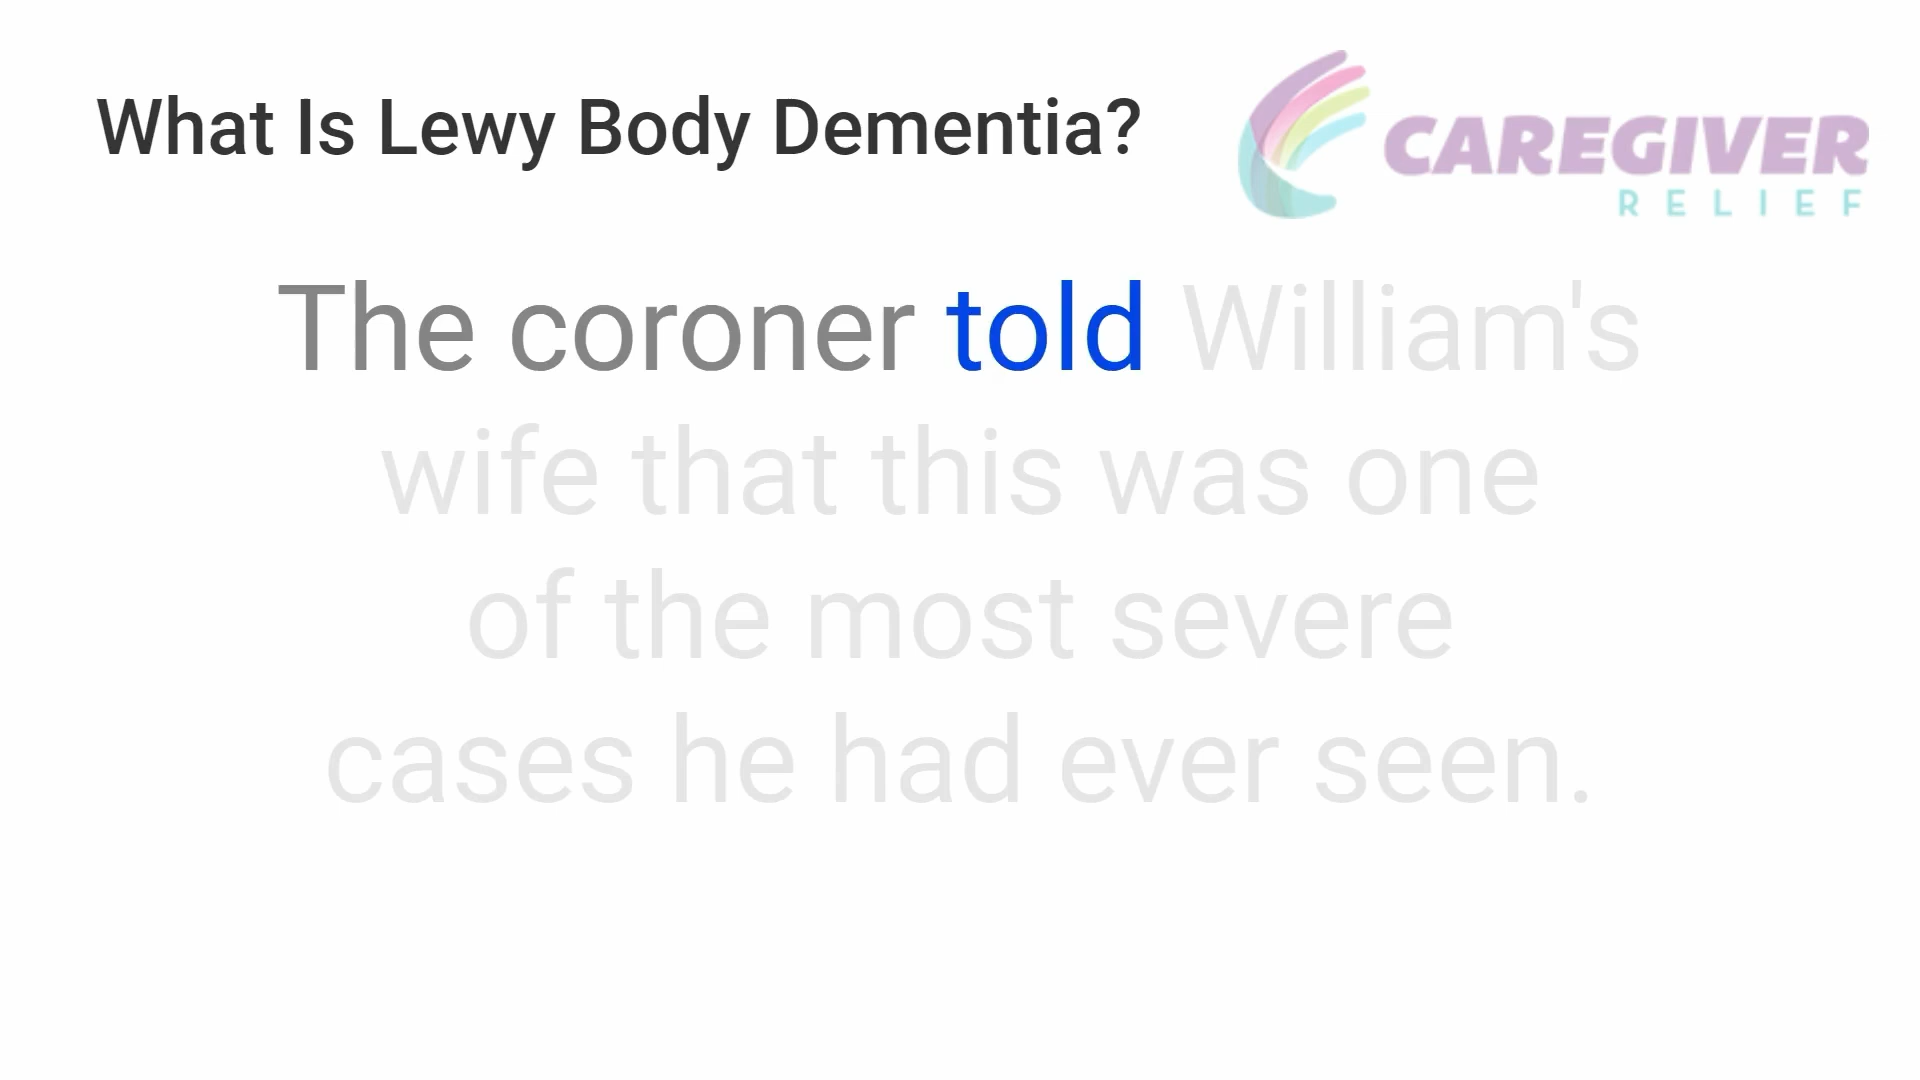 What Is Lewy Body Dementia?
CAREGIVER
RELIEF
The coroner told William's
wife that this was one
of the most severe
cases he had ever seen.